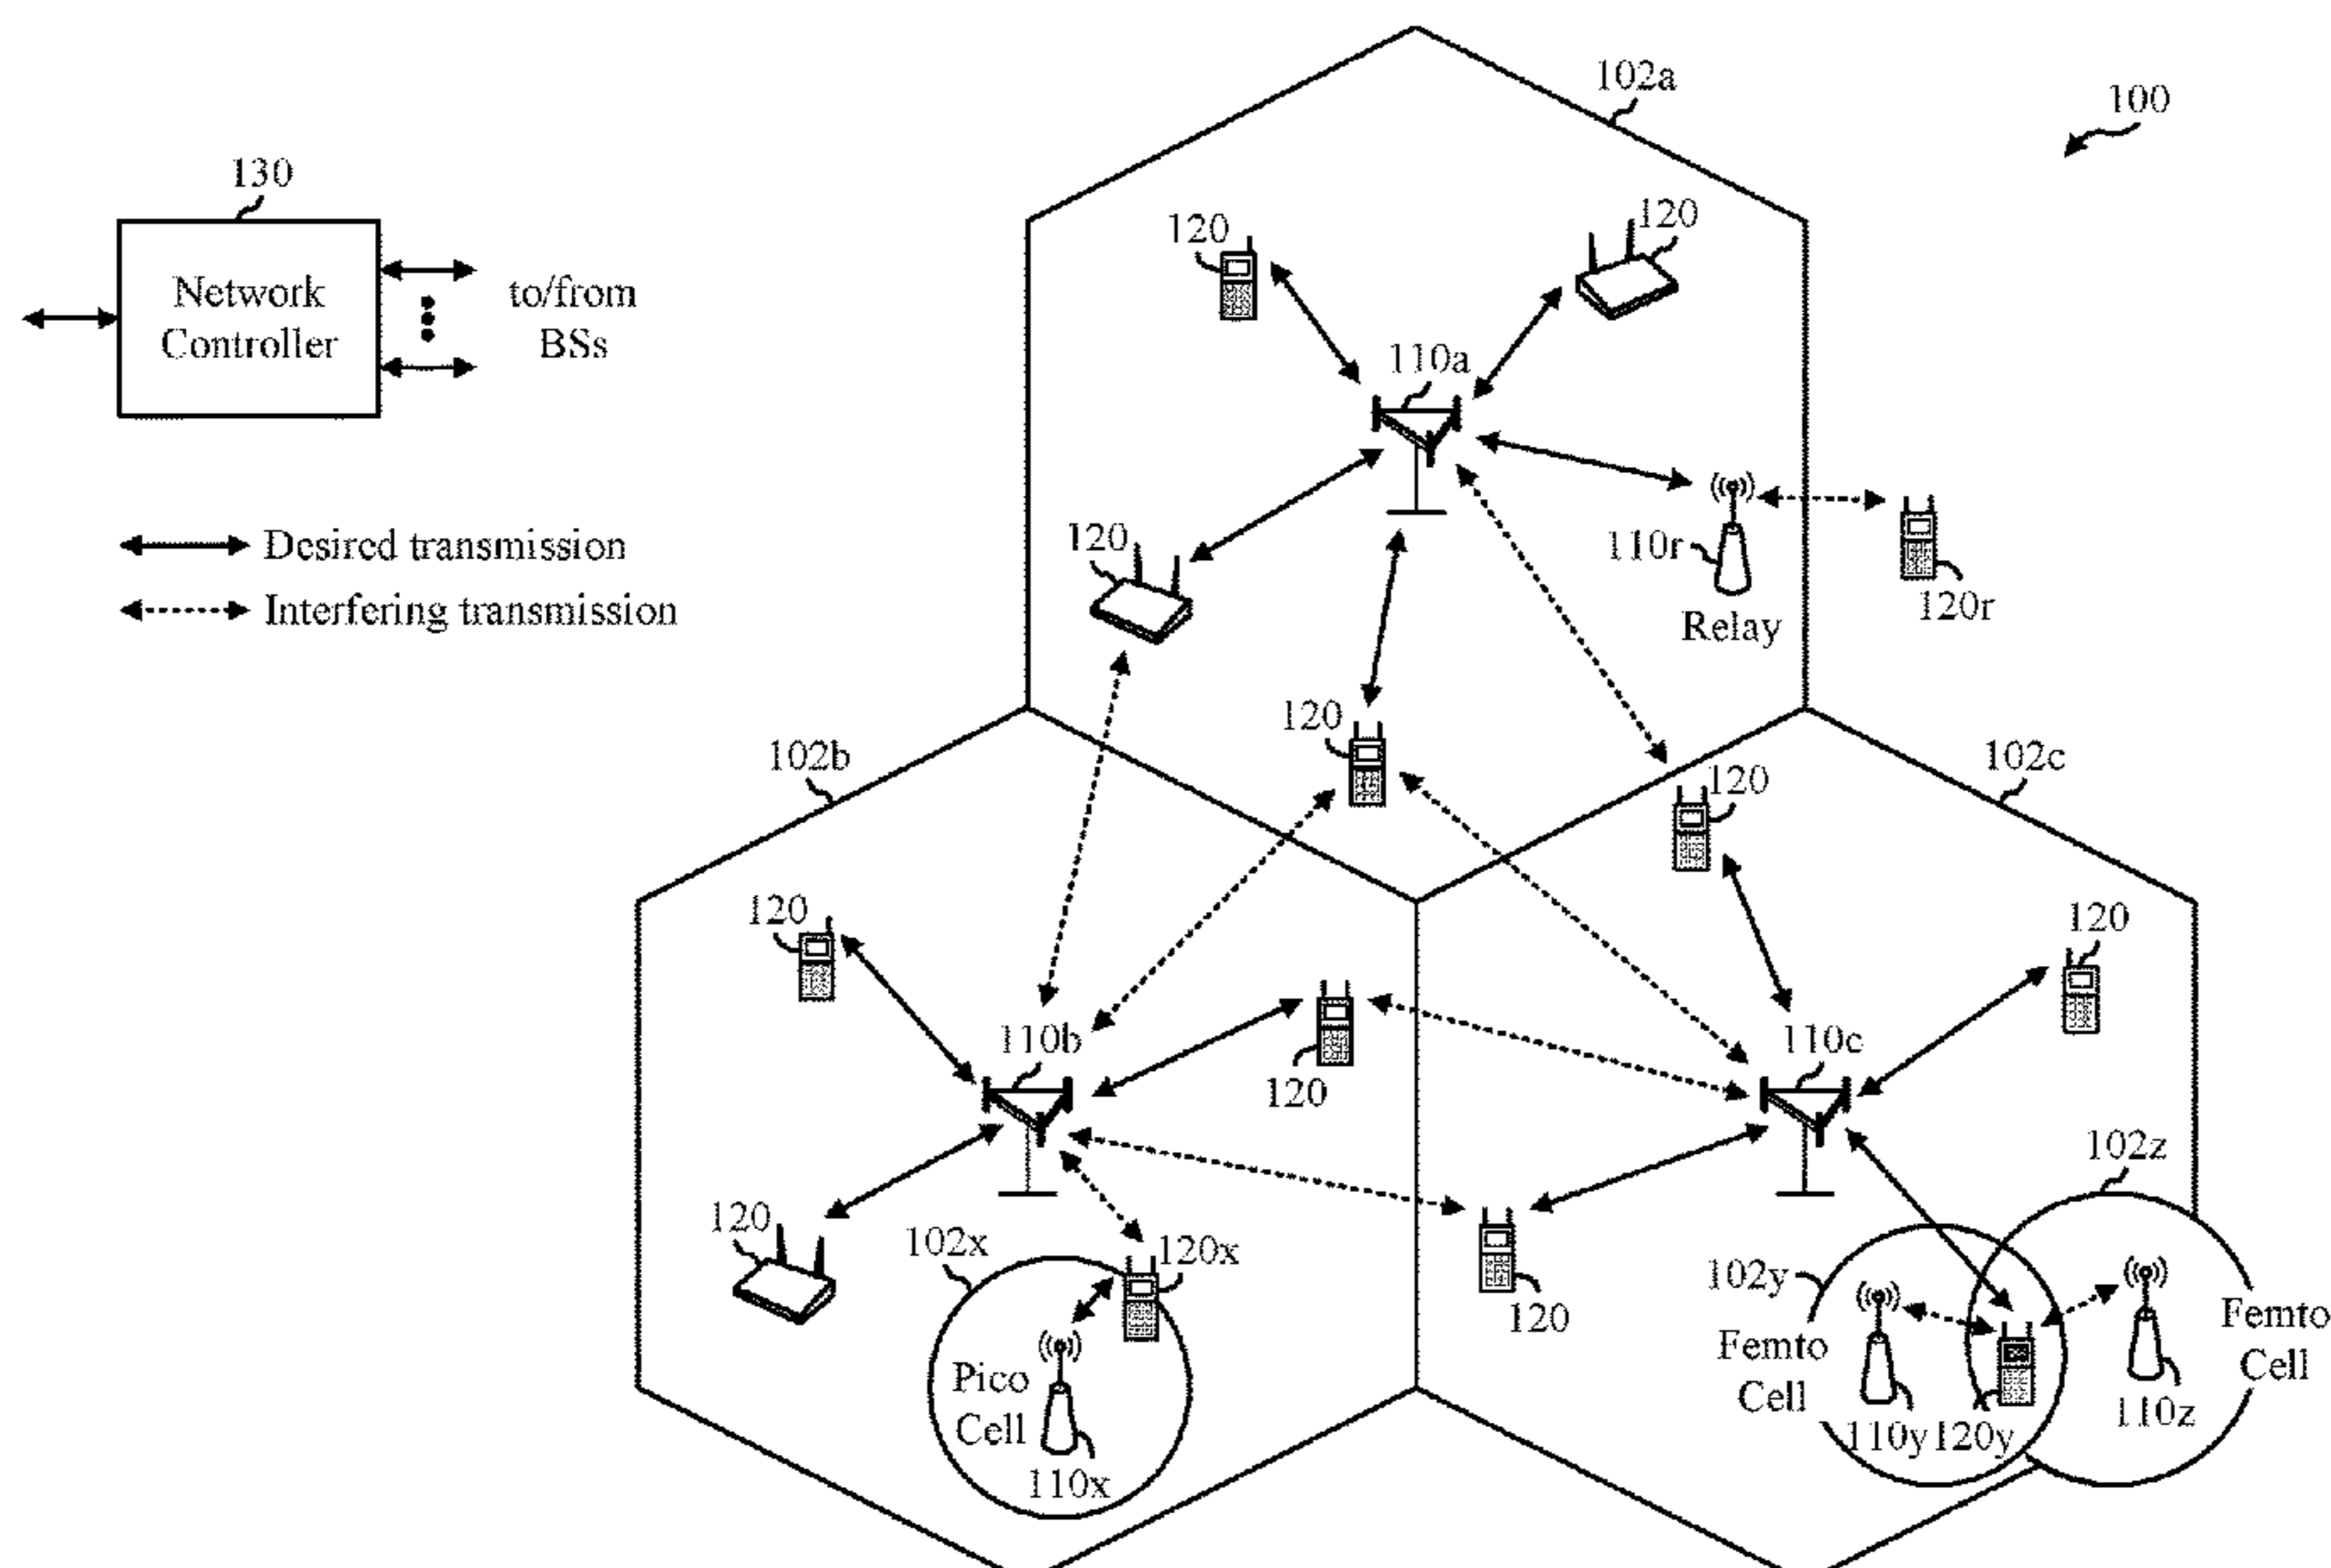 102a
100
130
120
120
Network
Controller
to/from
BSs
110a
Desired transmission
Interfering transmission
120
110r
Relay
120r
120
102b
120
102c
120
120
110b
120
110c
102z
120
102x
120x
120
102y
Femto
Cell
Femto
Cell
Pico
Cell
110x
110y
120y
110z